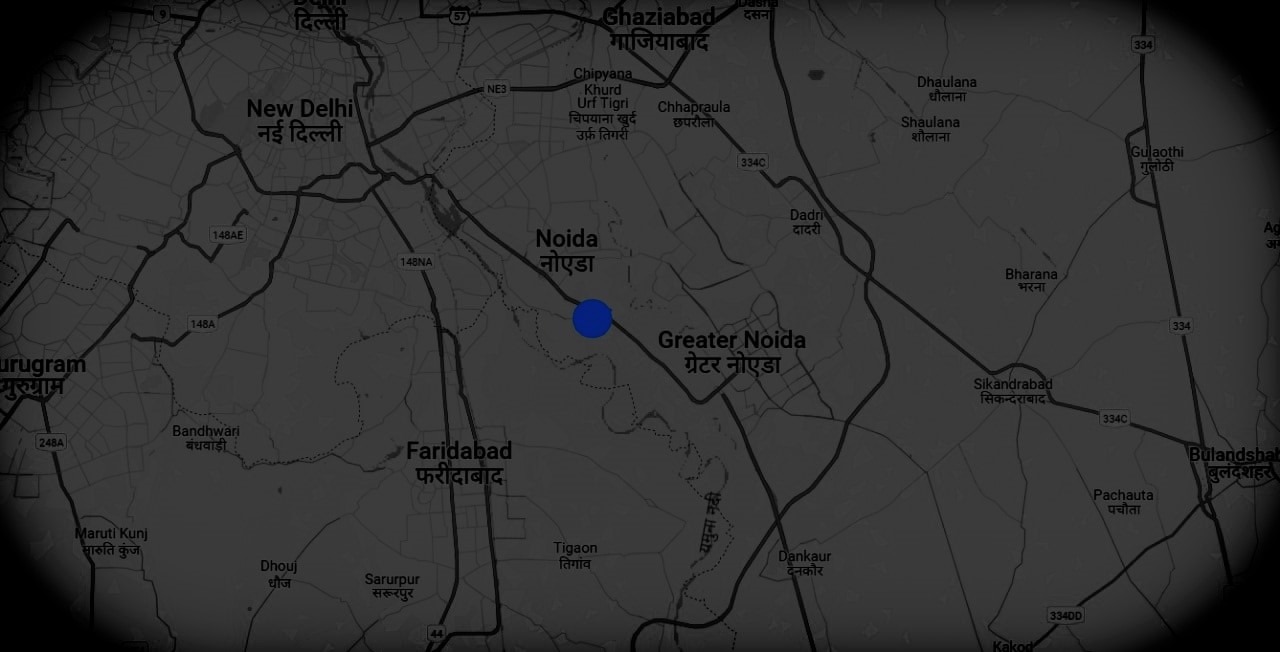 दिल्ली
9
57
Ghaziabad
गाज़ियाबाद
दसना
334
Chipyana
Khurd
Urf Tigri
चिपयाना खुर्द
उर्फ़ तिगरी
NE3
Dhaulana
धौलाना
New Delhi
नई दिल्ली
Chhapraula
छपरौला
Shaulana
शौलाना
334C
Gulaothi
गुलोठी
Dadri
दादरी
148AE
Noida
नोएडा
148NA
Bharana
भरना
148A
334
Greater Noida
ग्रेटर नोएडा
urugram
गुरुग्राम
Sikandrabad
सिकन्दराबाद
334C
248A
Bandhwari
बंधवाड़ी
Faridabad
फरीदाबाद
Bulandshah
बुलंदशहर
Pachauta
पचौता
यमुना नदी
Maruti Kunj
मारुति कुंज
Tigaon
तिगांव
Dankaur
दनकौर
Dhouj
धौज
Sarurpur
सरूरपुर
334DD
44
Kakod